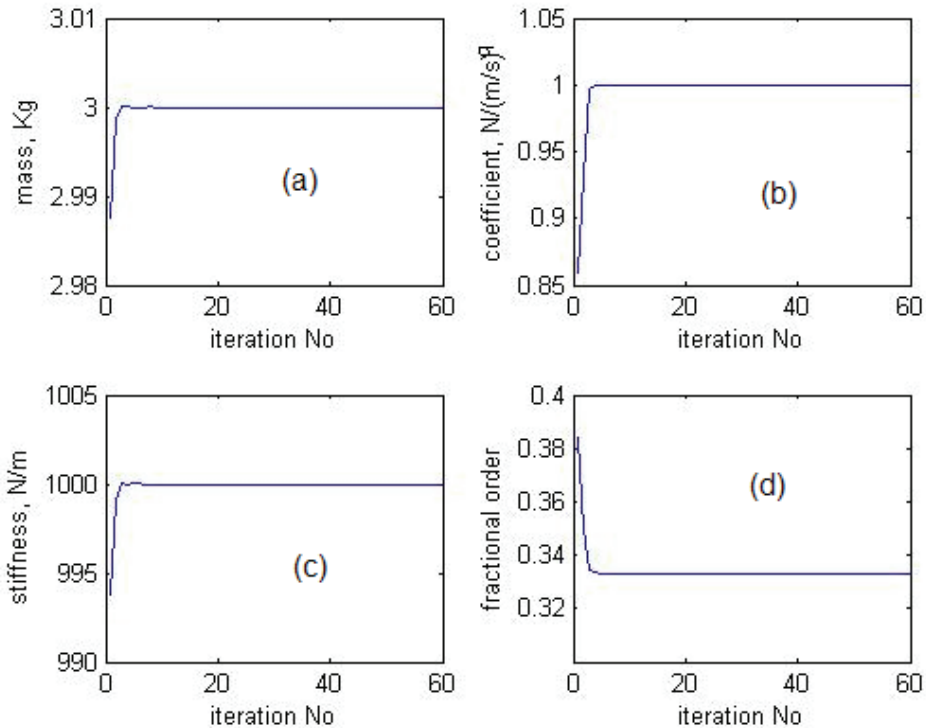 3.01
3
2.99
2.98
mass, Kg
(a)
0 20 40 60
iteration No
1.05
1
0.95
0.9
0.85
coefficient, N/(m/s)q
(b)
0 20 40 60
iteration No
1005
1000
995
990
stiffness, N/m
(c)
0 20 40 60
iteration No
0.4
0.38
0.36
0.34
0.32
fractional order
(d)
0 20 40 60
iteration No